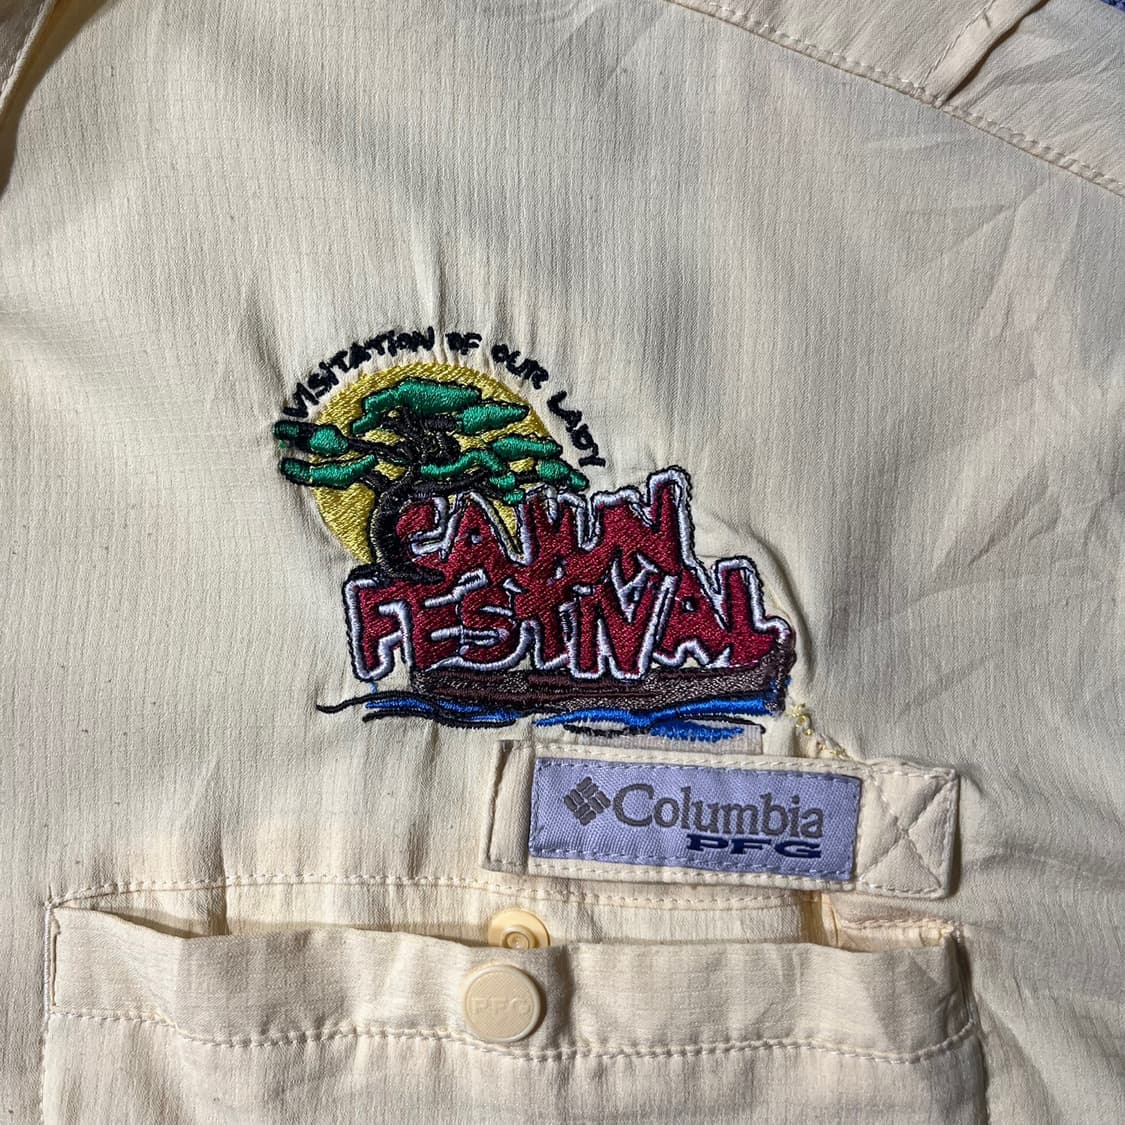 VISITATION OF OUR LADY
CAJUN
FESTIVAL
Columbia
PFG
PFG